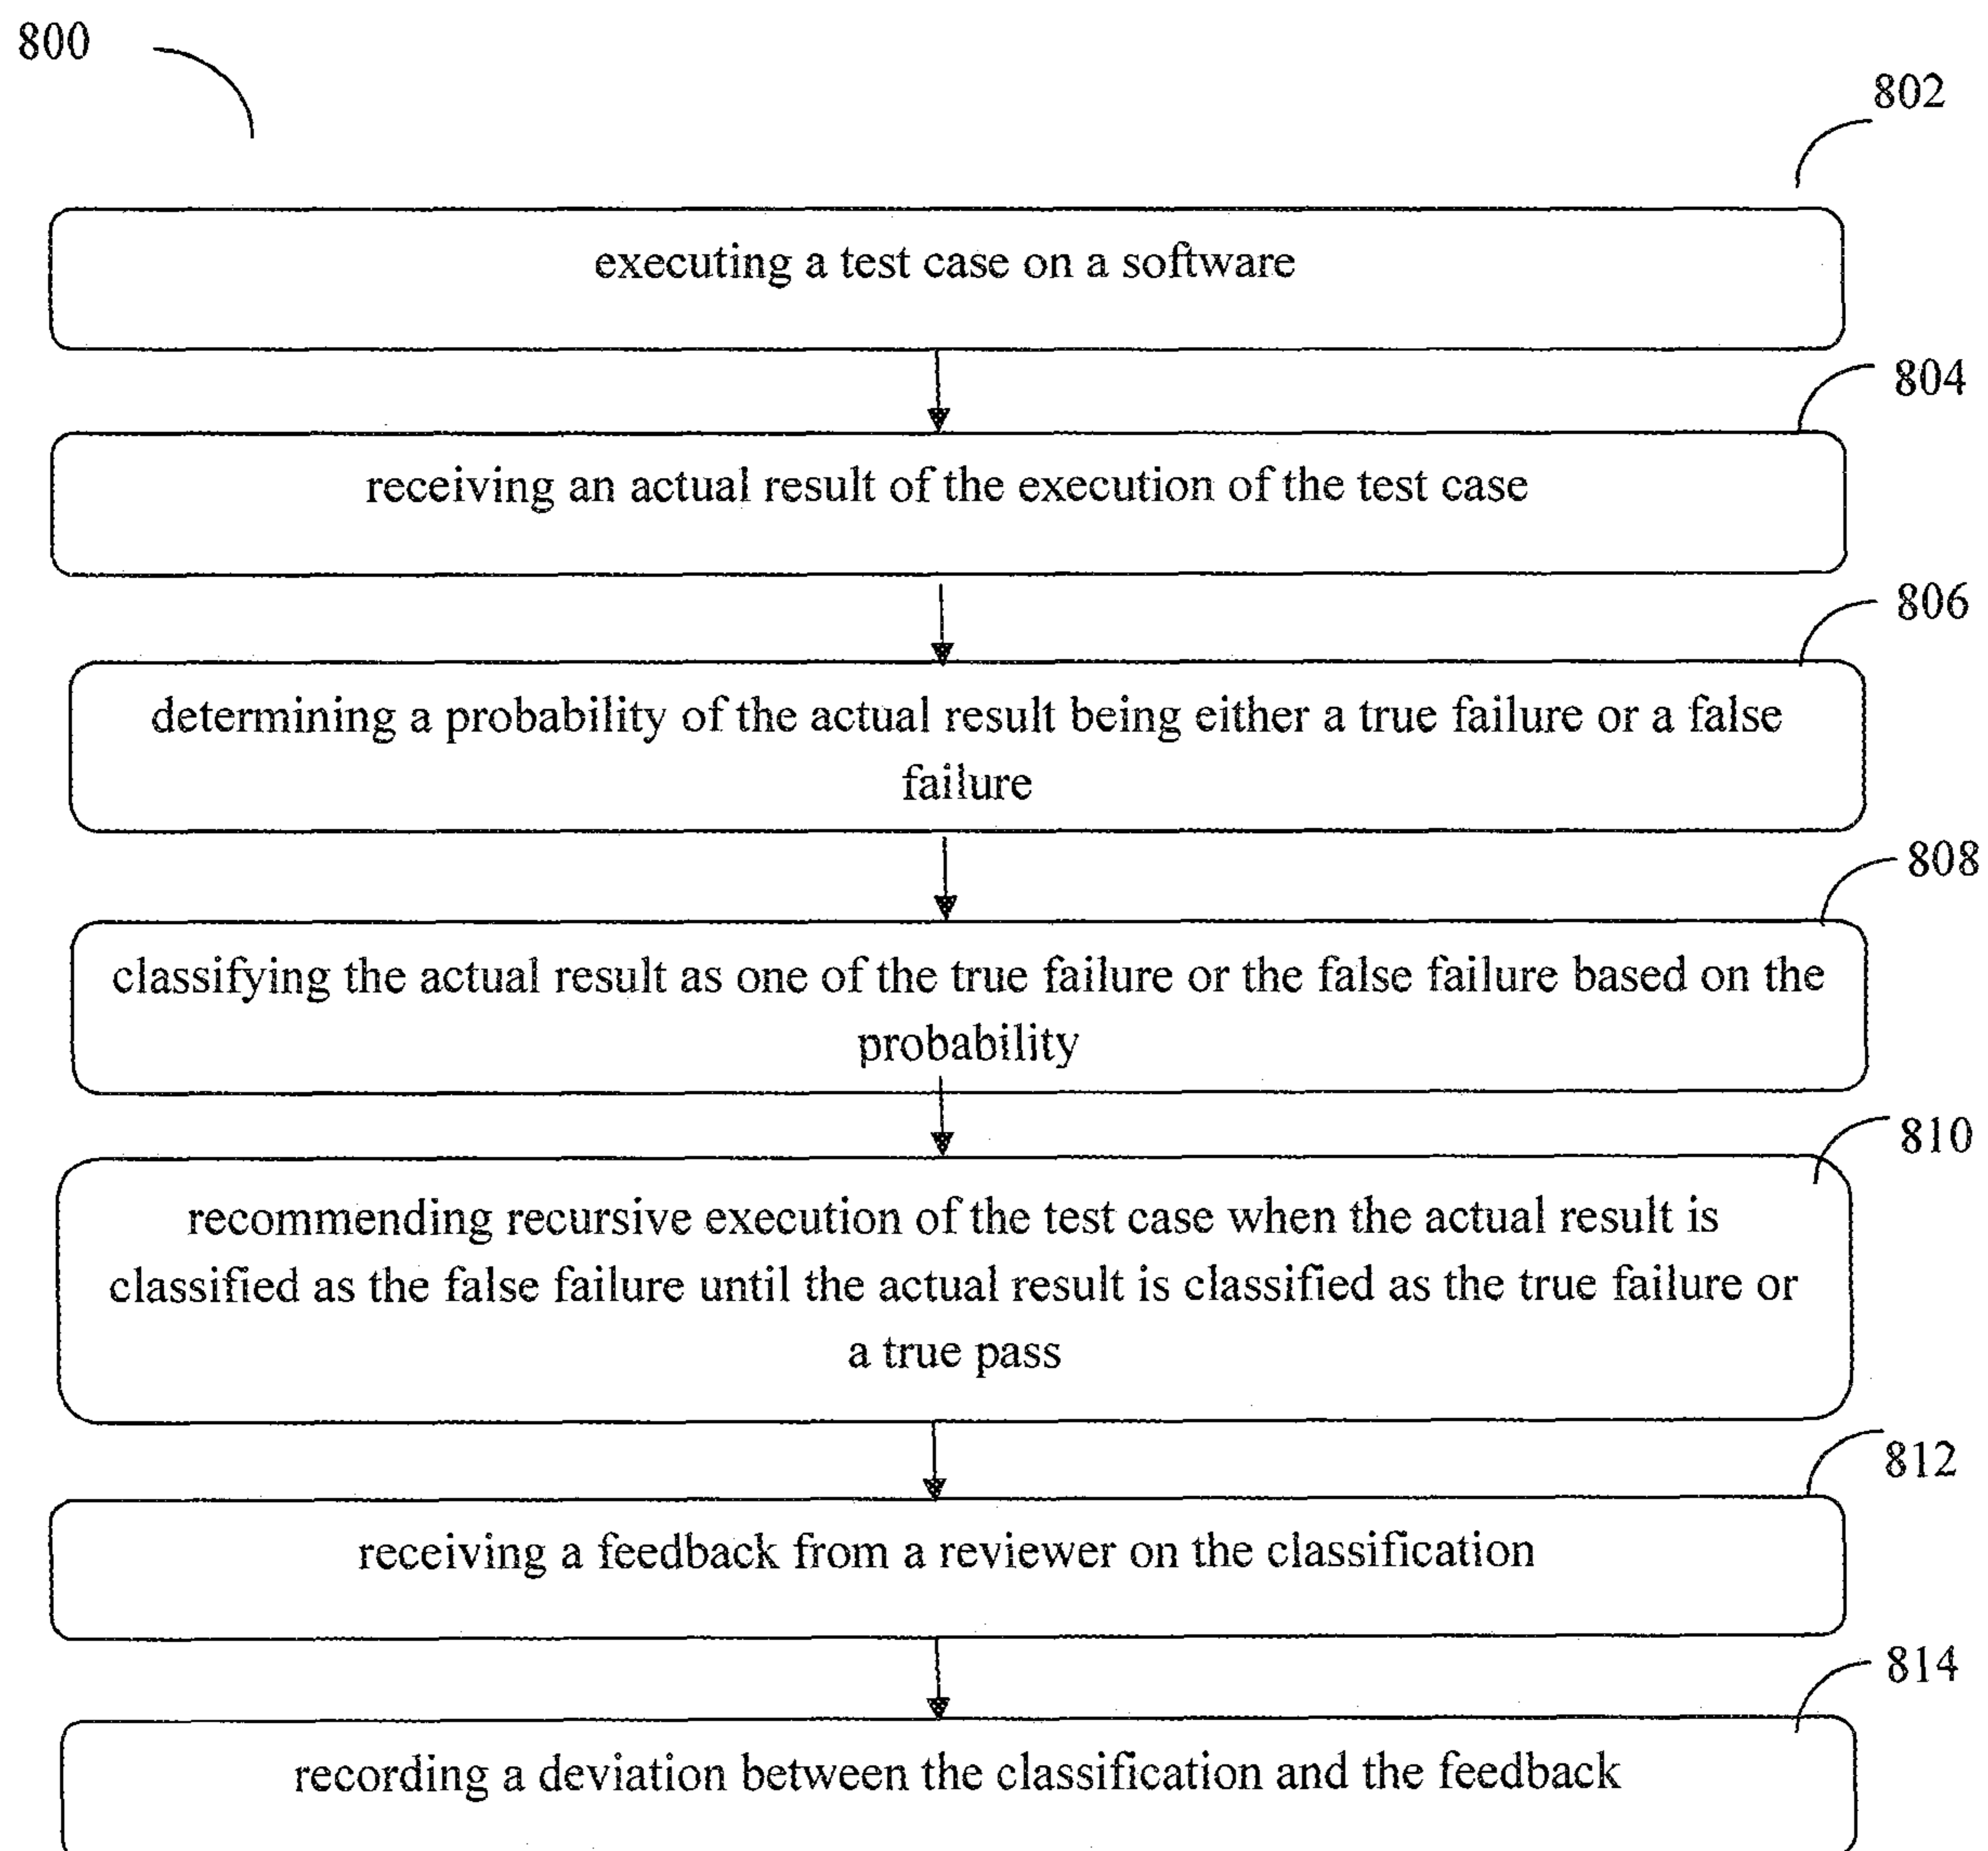 800
802
executing a test case on a software
804
receiving an actual result of the execution of the test case
806
determining a probability of the actual result being either a true failure or a false
failure
808
classifying the actual result as one of the true failure or the false failure based on the
probability
810
recommending recursive execution of the test case when the actual result is
classified as the false failure until the actual result is classified as the true failure or
a true pass
812
receiving a feedback from a reviewer on the classification
814
recording a deviation between the classification and the feedback